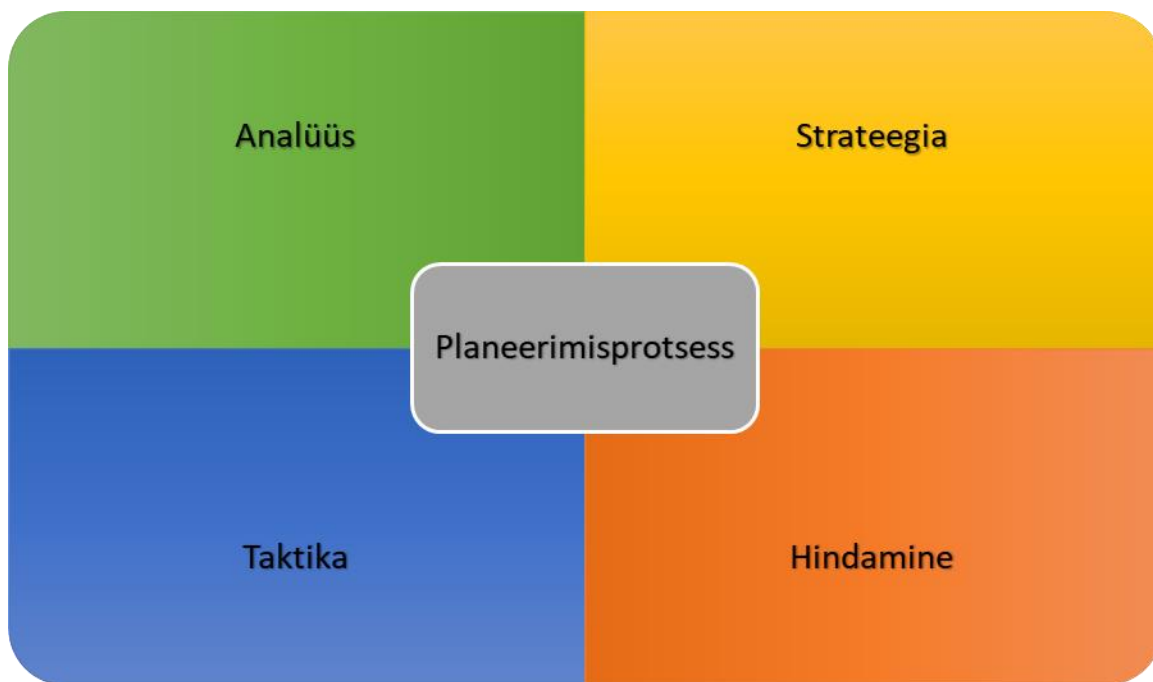 Analüüs
Strateegia
Planeerimisprotsess
Taktika
Hindamine